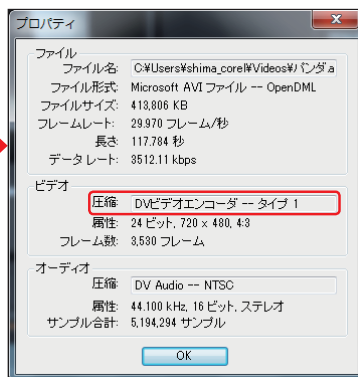 プロパティ
ファイル
ファイル名: C:¥Users¥shima_corel¥Videos¥パンダ.a
ファイル形式: Microsoft AVI ファイル -- OpenDML
ファイルサイズ: 413,806 KB
フレームレート: 29.970 フレーム/秒
長さ: 117.784 秒
データ レート: 3512.11 kbps
ビデオ
圧縮: DVビデオエンコーダ -- タイプ 1
属性: 24 ビット, 720 x 480, 4:3
フレーム数: 3,530 フレーム
オーディオ
圧縮: DV Audio -- NTSC
属性: 44.100 kHz, 16 ビット, ステレオ
サンプル合計: 5,194,294 サンプル
OK